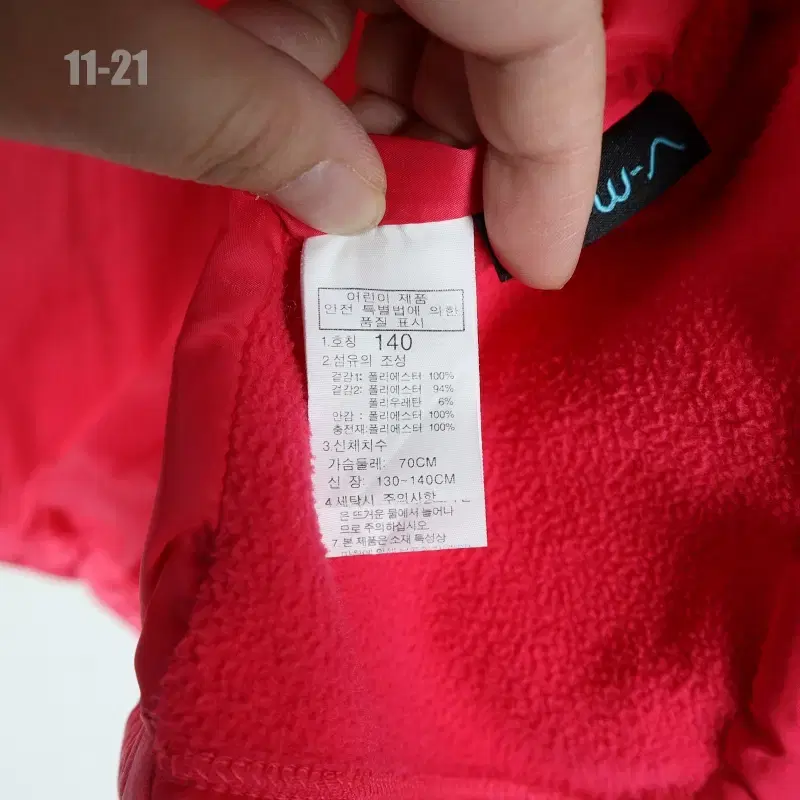 11-21
어린이 제품
안전 특별법에 의한
품질 표시
1.호칭 140
2.섬유의 조성
겉감1: 폴리에스터 100%
겉감2: 폴리에스터 94%
폴리우레탄 6%
안감 : 폴리에스터 100%
충전재:폴리에스터 100%
3.신체치수
가슴둘레: 70CM
신 장: 130~140CM
4.세탁시 주의사항
은 뜨거운 물에서 늘어나
므로 주의하십시오.
7 본 제품은 소재 특성상